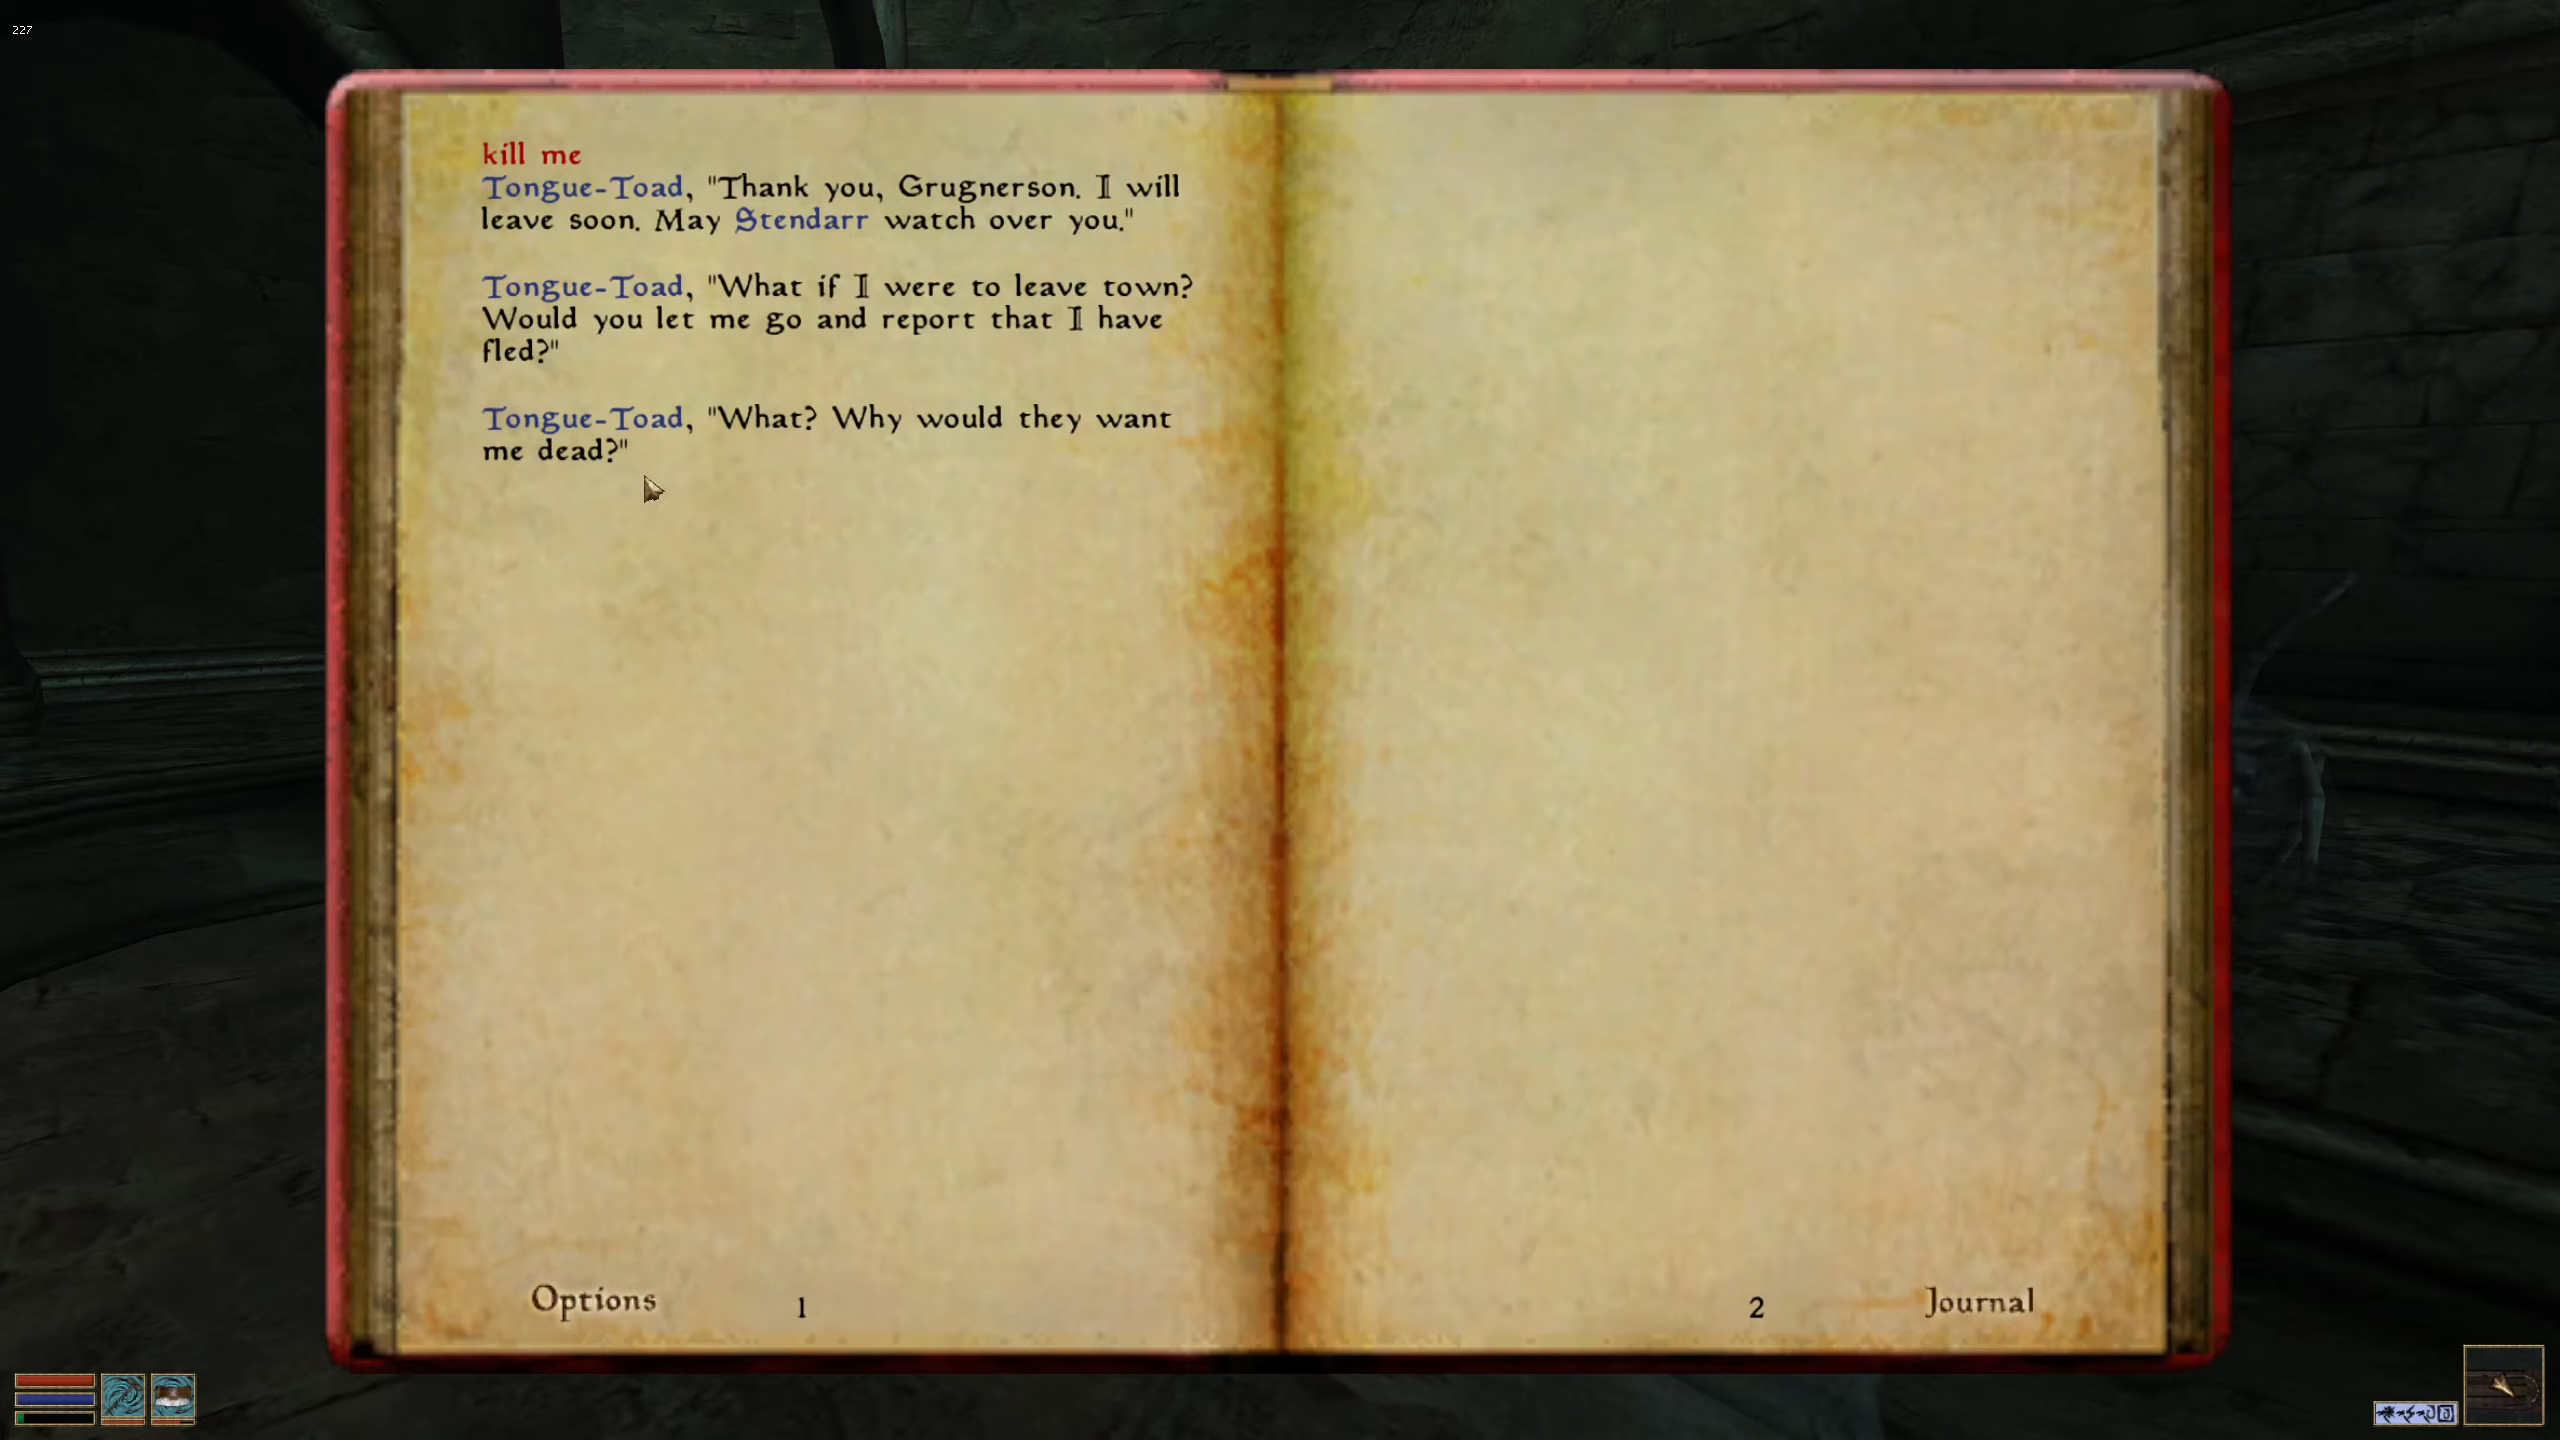 227
kill me
Tongue-Toad, "Thank you, Grugnerson. I will
leave soon. May Stendarr watch over you."
Tongue-Toad, "What if I were to leave town?
Would you let me go and report that I have
fled?"
Tongue-Toad, "What? Why would they want
me dead?"
Options
1
2
Journal